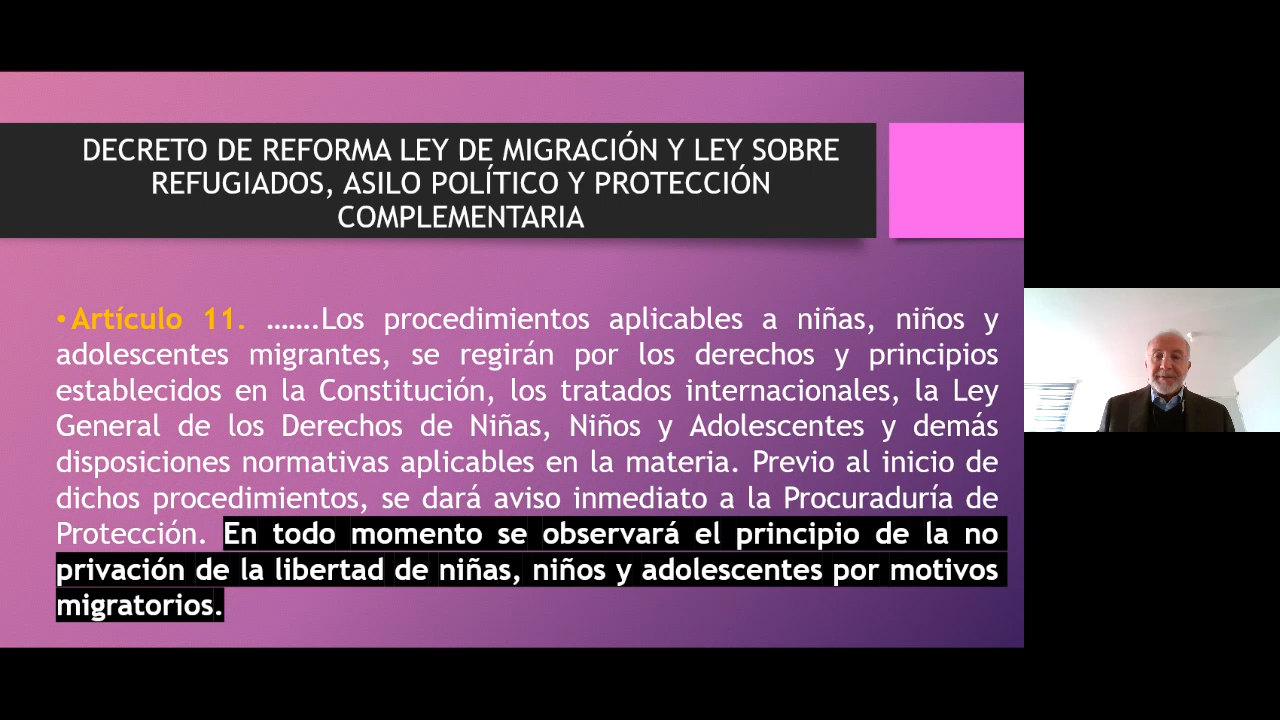 DECRETO DE REFORMA LEY DE MIGRACIÓN Y LEY SOBRE
REFUGIADOS, ASILO POLÍTICO Y PROTECCIÓN
COMPLEMENTARIA
• Artículo 11. …….Los procedimientos aplicables a niñas, niños y
adolescentes migrantes, se regirán por los derechos y principios
establecidos en la Constitución, los tratados internacionales, la Ley
General de los Derechos de Niñas, Niños y Adolescentes y demás
disposiciones normativas aplicables en la materia. Previo al inicio de
dichos procedimientos, se dará aviso inmediato a la Procuraduría de
Protección. En todo momento se observará el principio de la no
privación de la libertad de niñas, niños y adolescentes por motivos
migratorios.